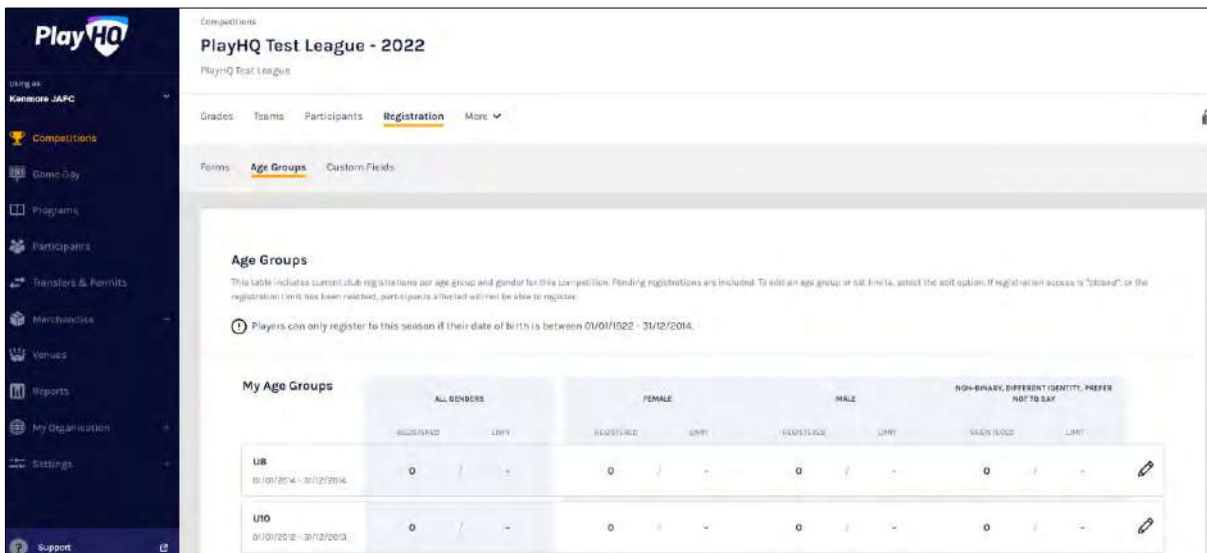 PlayHQ
Using as
Kenmore JAFC
Competitions
Game Day
Programs
Participants
Transfers & Permits
Merchandise
Venues
Reports
My Organisation
Settings
Support
Competitions
PlayHQ Test League - 2022
PlayHQ Test League
Grades Teams Participants Registration More
Forms Age Groups Custom Fields
Age Groups
This table includes current club registrations per age group and gender for this competition. Pending registrations are included. To edit an age group or set limits, select the edit option. If registration access is "closed", or the
registration limit has been reached, participants affected will not be able to register.
Players can only register to this season if their date of birth is between 01/01/1922 - 31/12/2014.
My Age Groups
ALL GENDERS FEMALE MALE NON-BINARY, DIFFERENT IDENTITY, PREFER
NOT TO SAY
REGISTERED LIMIT REGISTERED LIMIT REGISTERED LIMIT REGISTERED LIMIT
U8 0 / - 0 / - 0 / - 0 / -
01/01/2014 - 31/12/2014
U10 0 / - 0 / - 0 / - 0 / -
01/01/2012 - 31/12/2013